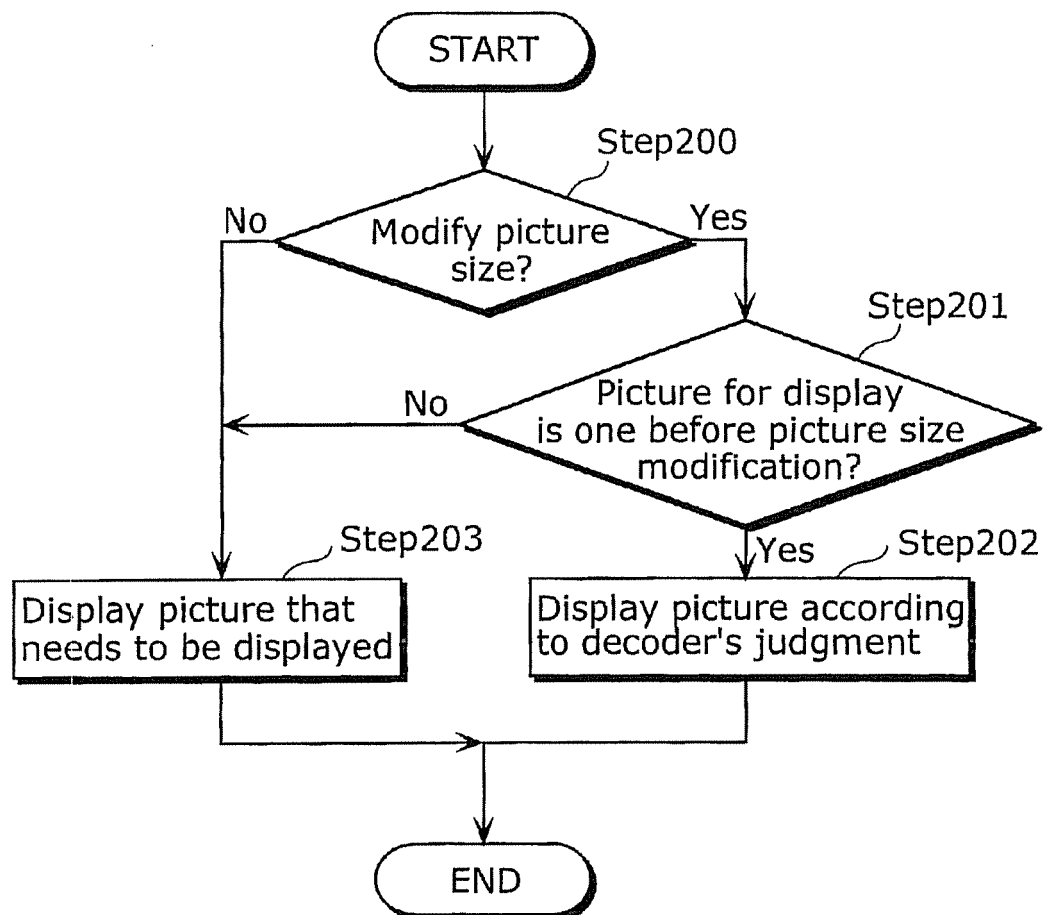 START
Step200
No
Yes
Modify picture
size?
Step201
No
Picture for display
is one before picture size
modification?
Step203
Yes
Step202
Display picture that
needs to be displayed
Display picture according
to decoder's judgment
END